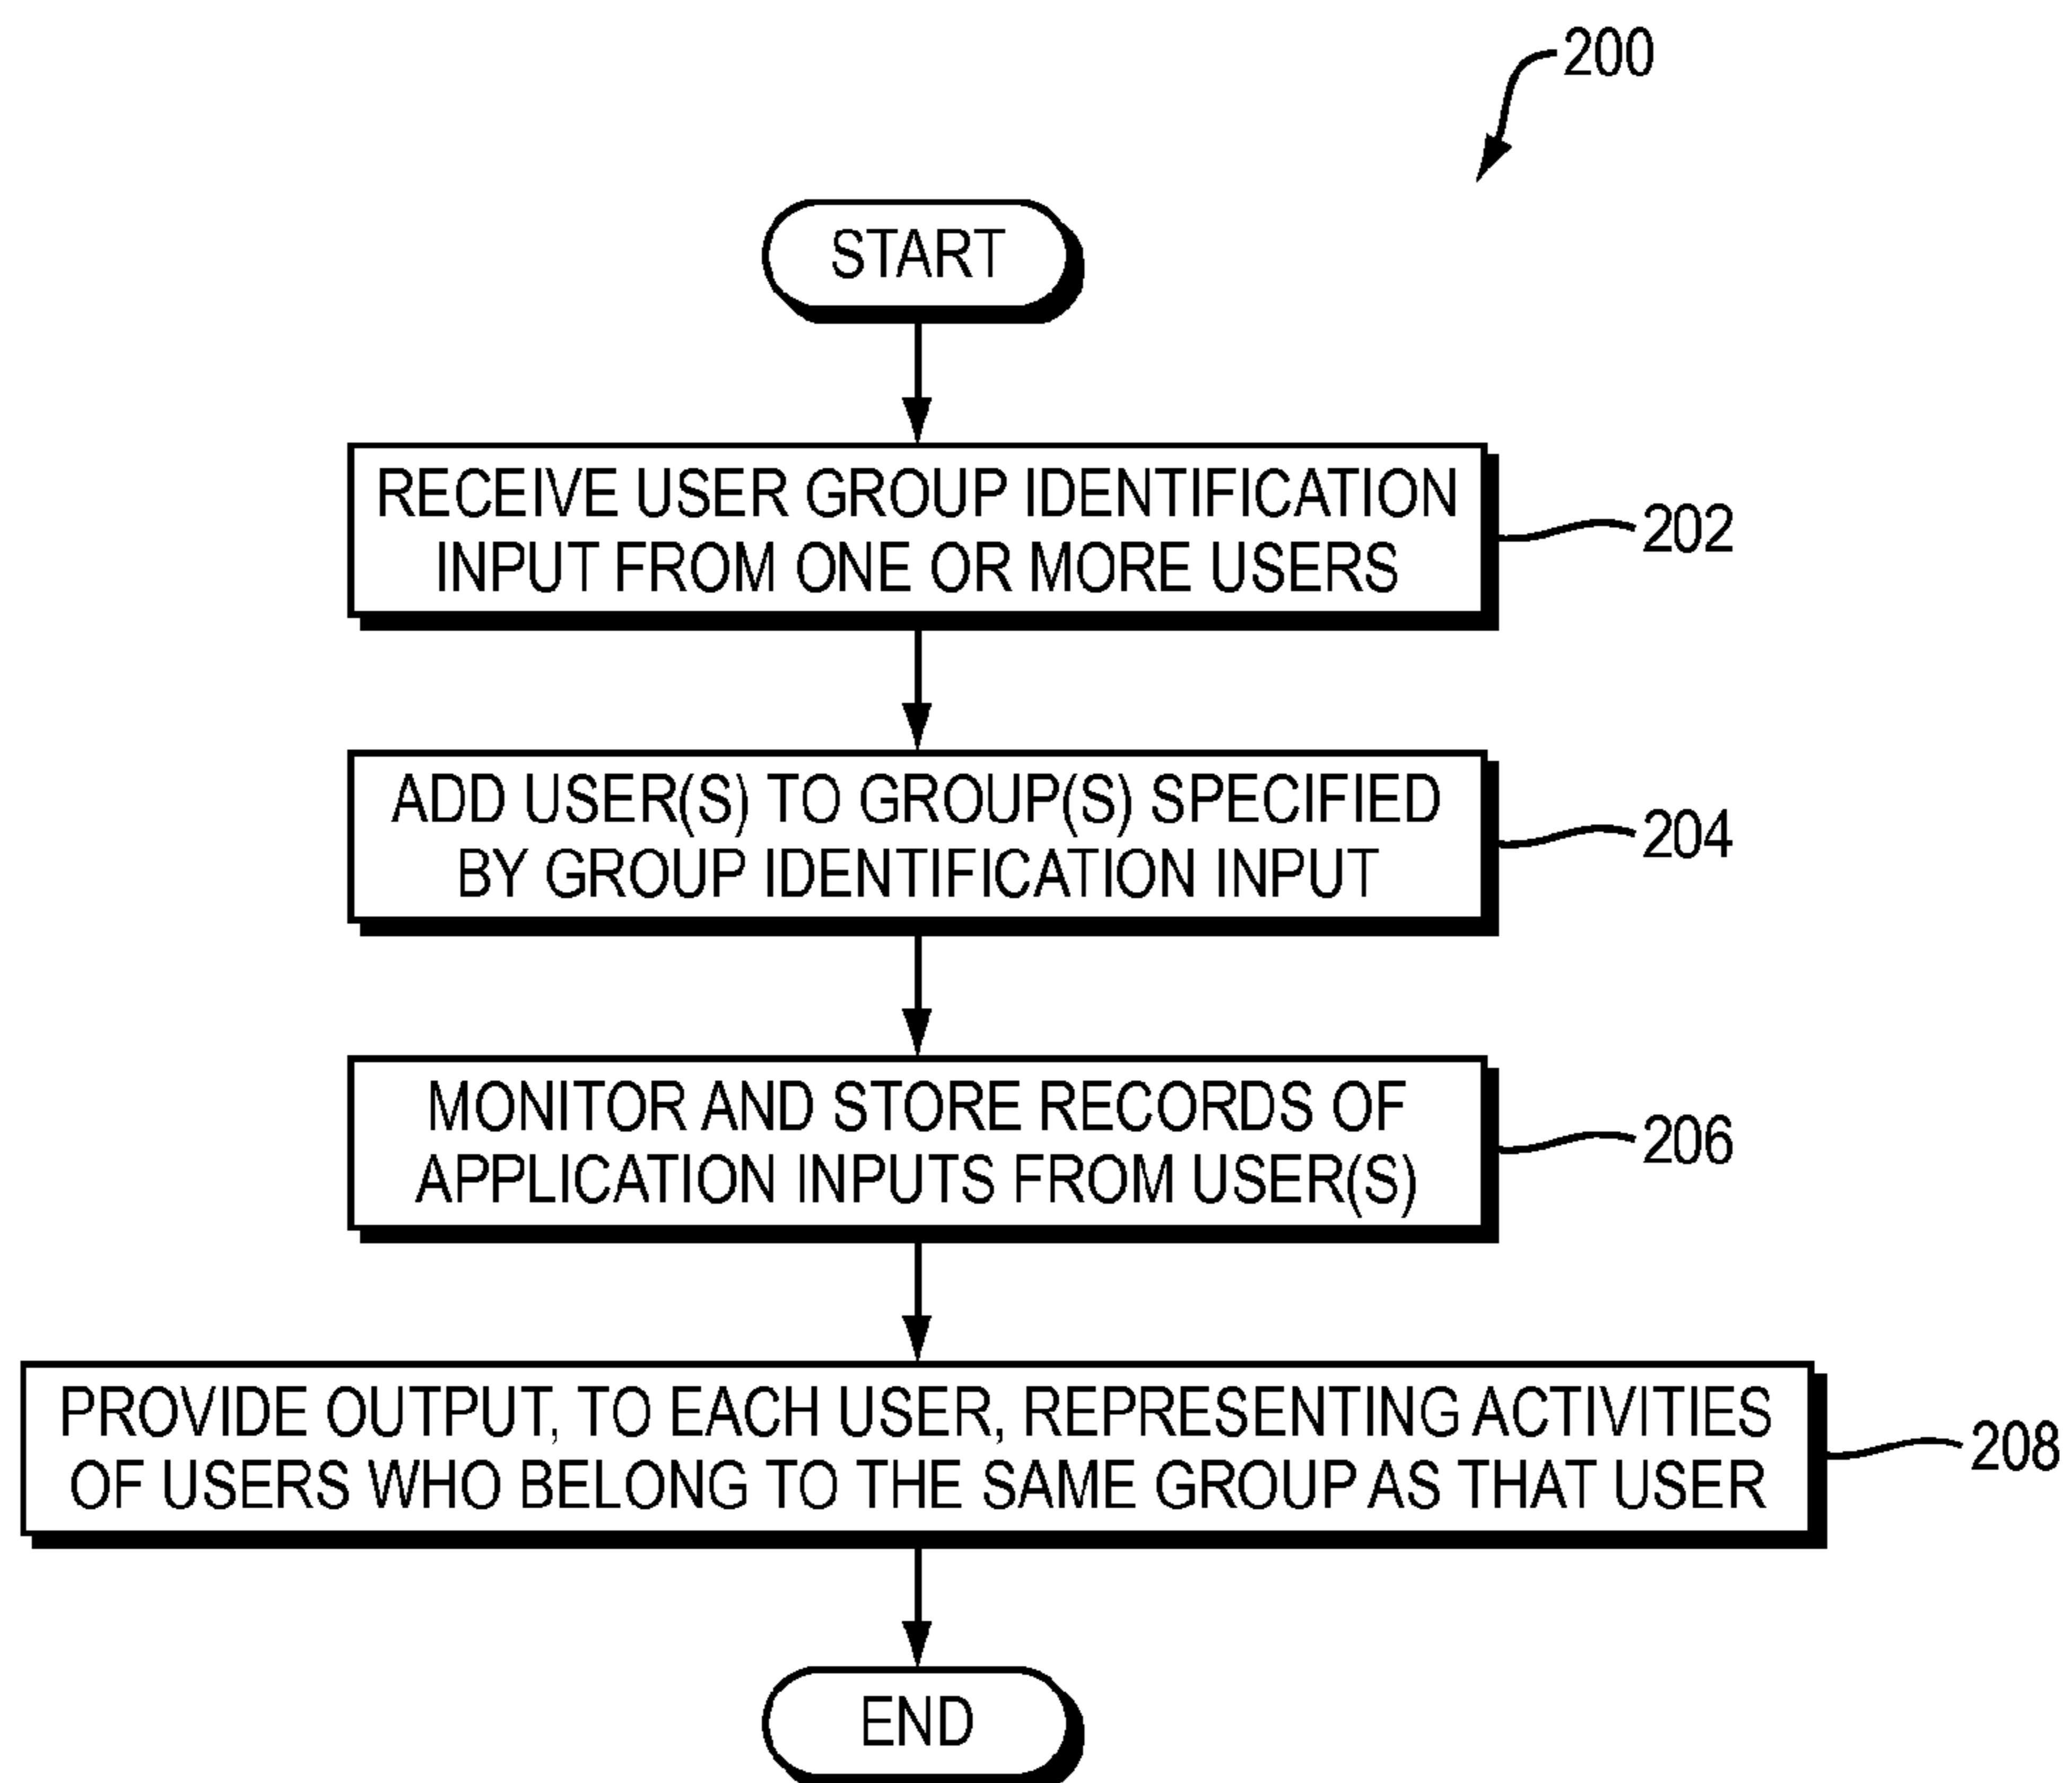 200
START
RECEIVE USER GROUP IDENTIFICATION
INPUT FROM ONE OR MORE USERS
202
ADD USER(S) TO GROUP(S) SPECIFIED
BY GROUP IDENTIFICATION INPUT
204
MONITOR AND STORE RECORDS OF
APPLICATION INPUTS FROM USER(S)
206
PROVIDE OUTPUT, TO EACH USER, REPRESENTING ACTIVITIES
OF USERS WHO BELONG TO THE SAME GROUP AS THAT USER
208
END